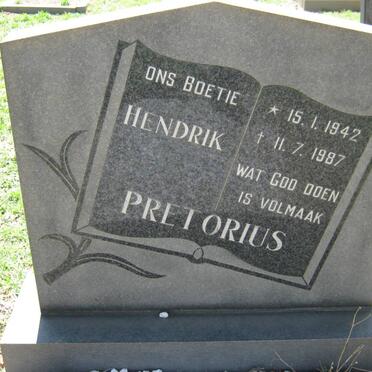 ONS BOETIE
HENDRIK
PRETORIUS
* 15. 1. 1942
† 11. 7. 1987
WAT GOD DOEN
IS VOLMAAK